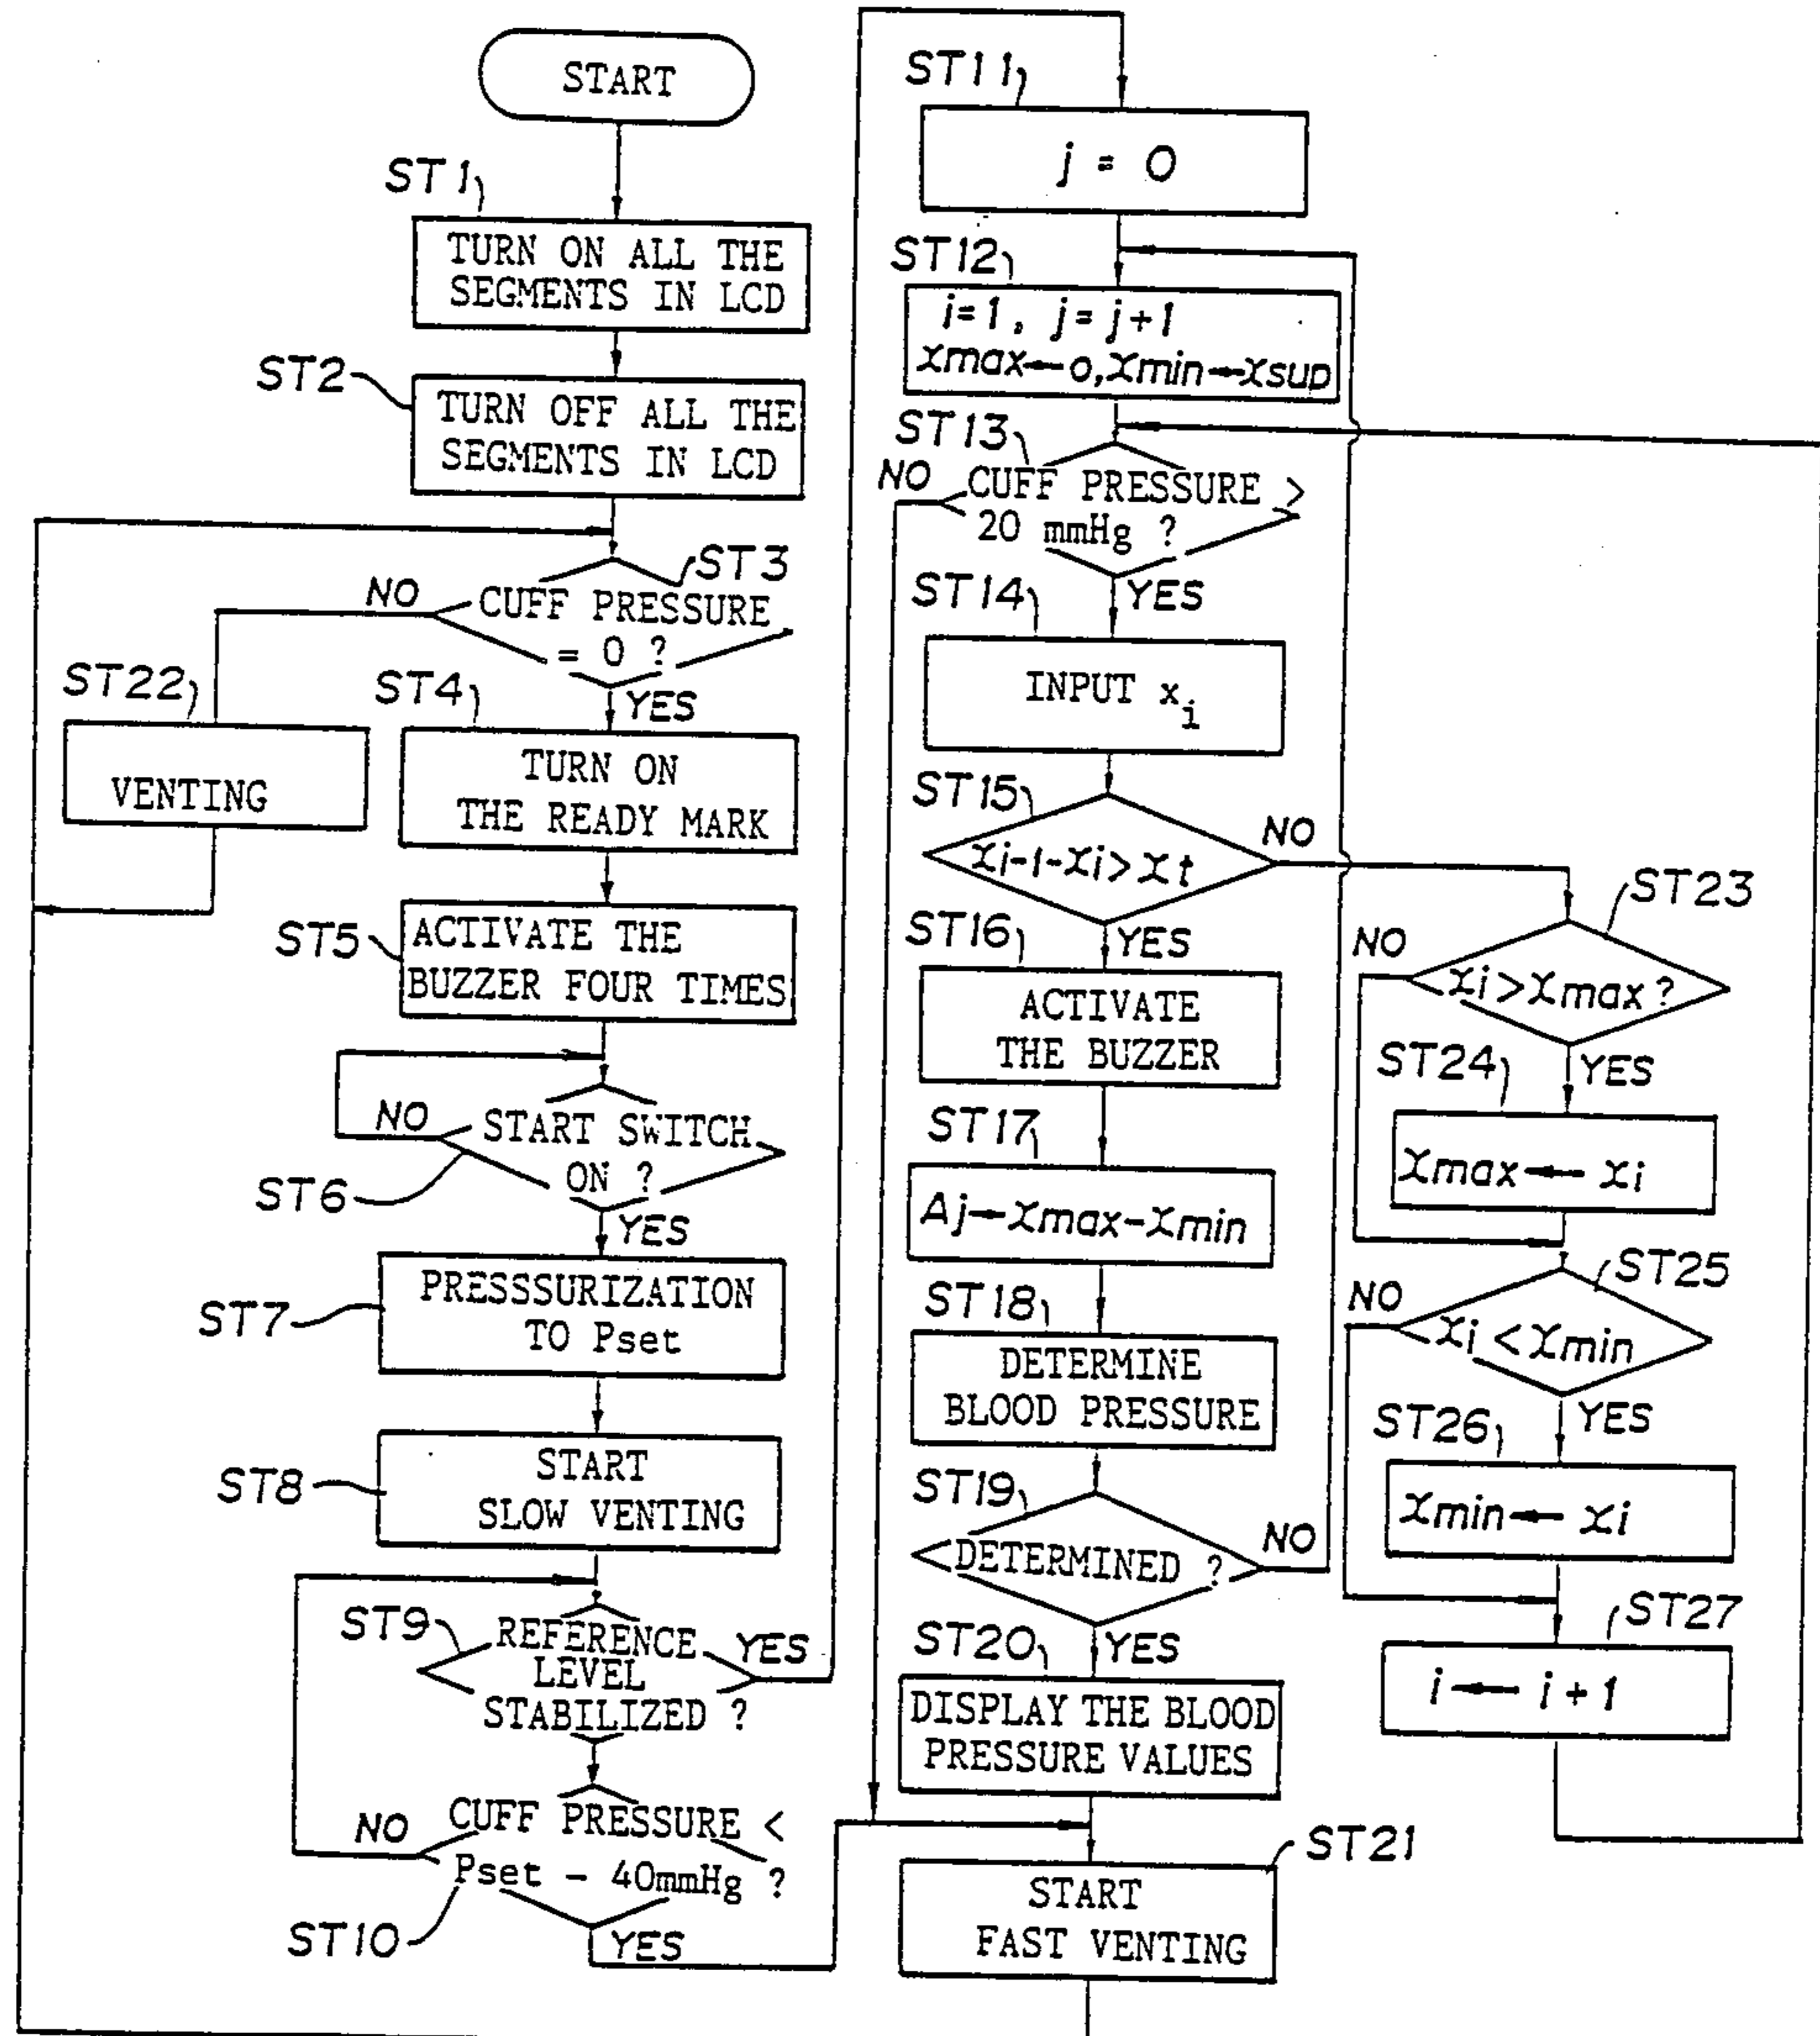 START
ST1
TURN ON ALL THE
SEGMENTS IN LCD
ST2
TURN OFF ALL THE
SEGMENTS IN LCD
ST3
NO
CUFF PRESSURE
= 0 ?
YES
ST22
VENTING
ST4
TURN ON
THE READY MARK
ST5
ACTIVATE THE
BUZZER FOUR TIMES
NO
START SWITCH
ON ?
ST6
YES
ST7
PRESSSURIZATION
TO Pset
ST8
START
SLOW VENTING
ST9
REFERENCE
LEVEL
STABILIZED ?
YES
NO
CUFF PRESSURE <
Pset - 40mmHg ?
ST10
YES
ST11
j = 0
ST12
i=1, j=j+1
xmax←0, xmin←xsup
ST13
NO
CUFF PRESSURE >
20 mmHg ?
YES
ST14
INPUT xi
ST15
xi-1-xi>xt
NO
YES
ST16
ACTIVATE
THE BUZZER
ST17
Aj←xmax-xmin
ST18
DETERMINE
BLOOD PRESSURE
ST19
DETERMINED ?
NO
YES
ST20
DISPLAY THE BLOOD
PRESSURE VALUES
ST21
START
FAST VENTING
ST23
NO
xi>xmax?
YES
ST24
xmax← xi
ST25
NO
xi<xmin
YES
ST26
xmin← xi
ST27
i← i+1